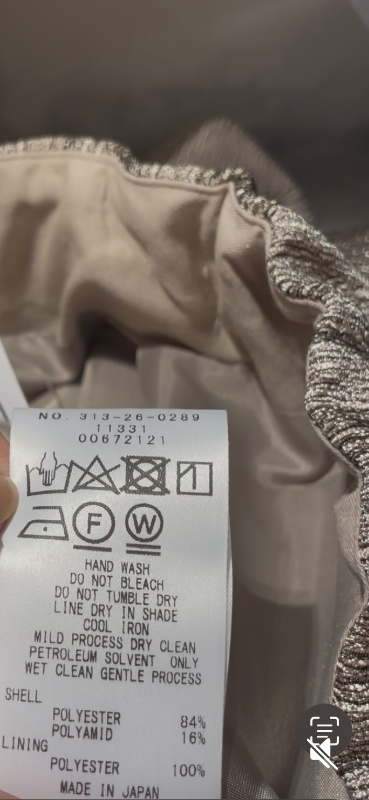 NO. 313-26-0289
11331
00672121
F W
HAND WASH
DO NOT BLEACH
DO NOT TUMBLE DRY
LINE DRY IN SHADE
COOL IRON
MILD PROCESS DRY CLEAN
PETROLEUM SOLVENT ONLY
WET CLEAN GENTLE PROCESS
SHELL
POLYESTER 84%
POLYAMID 16%
LINING
POLYESTER 100%
MADE IN JAPAN